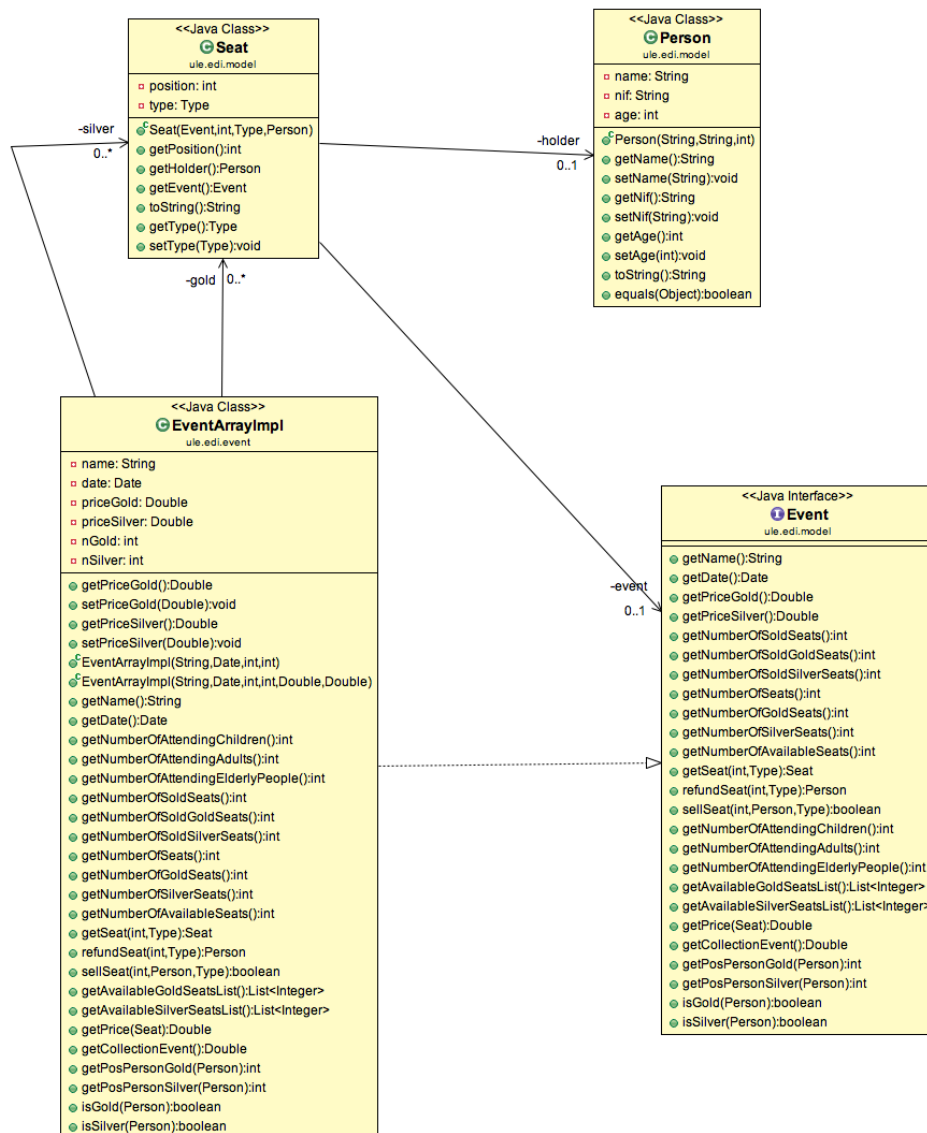 <<Java Class>>
Seat
ule.edi.model
position: int
type: Type
Seat(Event,int,Type,Person)
getPosition():int
getHolder():Person
getEvent():Event
toString():String
getType():Type
setType(Type):void
<<Java Class>>
Person
ule.edi.model
name: String
nif: String
age: int
Person(String,String,int)
getName():String
setName(String):void
getNif():String
setNif(String):void
getAge():int
setAge(int):void
toString():String
equals(Object):boolean
-silver
0..*
-holder
0..1
-gold
0..*
<<Java Class>>
EventArrayImpl
ule.edi.event
name: String
date: Date
priceGold: Double
priceSilver: Double
nGold: int
nSilver: int
getPriceGold():Double
setPriceGold(Double):void
getPriceSilver():Double
setPriceSilver(Double):void
EventArrayImpl(String,Date,int,int)
EventArrayImpl(String,Date,int,int,Double,Double)
getName():String
getDate():Date
getNumberOfAttendingChildren():int
getNumberOfAttendingAdults():int
getNumberOfAttendingElderlyPeople():int
getNumberOfSoldSeats():int
getNumberOfSoldGoldSeats():int
getNumberOfSoldSilverSeats():int
getNumberOfSeats():int
getNumberOfGoldSeats():int
getNumberOfSilverSeats():int
getNumberOfAvailableSeats():int
getSeat(int,Type):Seat
refundSeat(int,Type):Person
sellSeat(int,Person,Type):boolean
getAvailableGoldSeatsList():List<Integer>
getAvailableSilverSeatsList():List<Integer>
getPrice(Seat):Double
getCollectionEvent():Double
getPosPersonGold(Person):int
getPosPersonSilver(Person):int
isGold(Person):boolean
isSilver(Person):boolean
-event
0..1
<<Java Interface>>
Event
ule.edi.model
getName():String
getDate():Date
getPriceGold():Double
getPriceSilver():Double
getNumberOfSoldSeats():int
getNumberOfSoldGoldSeats():int
getNumberOfSoldSilverSeats():int
getNumberOfSeats():int
getNumberOfGoldSeats():int
getNumberOfSilverSeats():int
getNumberOfAvailableSeats():int
getSeat(int,Type):Seat
refundSeat(int,Type):Person
sellSeat(int,Person,Type):boolean
getNumberOfAttendingChildren():int
getNumberOfAttendingAdults():int
getNumberOfAttendingElderlyPeople():int
getAvailableGoldSeatsList():List<Integer>
getAvailableSilverSeatsList():List<Integer>
getPrice(Seat):Double
getCollectionEvent():Double
getPosPersonGold(Person):int
getPosPersonSilver(Person):int
isGold(Person):boolean
isSilver(Person):boolean